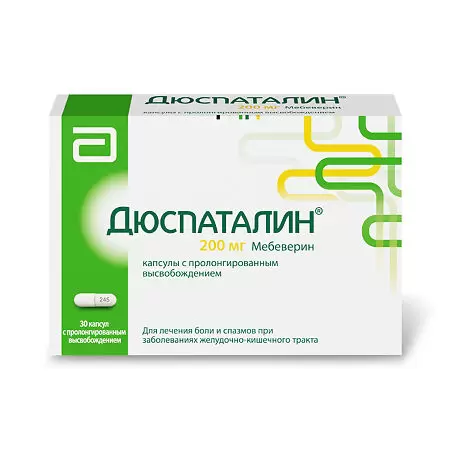 ДЮСПАТАЛИН®
200 мг Мебеверин
капсулы с пролонгированным высвобождением
ДЮСПАТАЛИН®
200 мг Мебеверин
капсулы с пролонгированным
высвобождением
245
30 капсул
с пролонгированным
высвобождением
Для лечения боли и спазмов при
заболеваниях желудочно-кишечного тракта